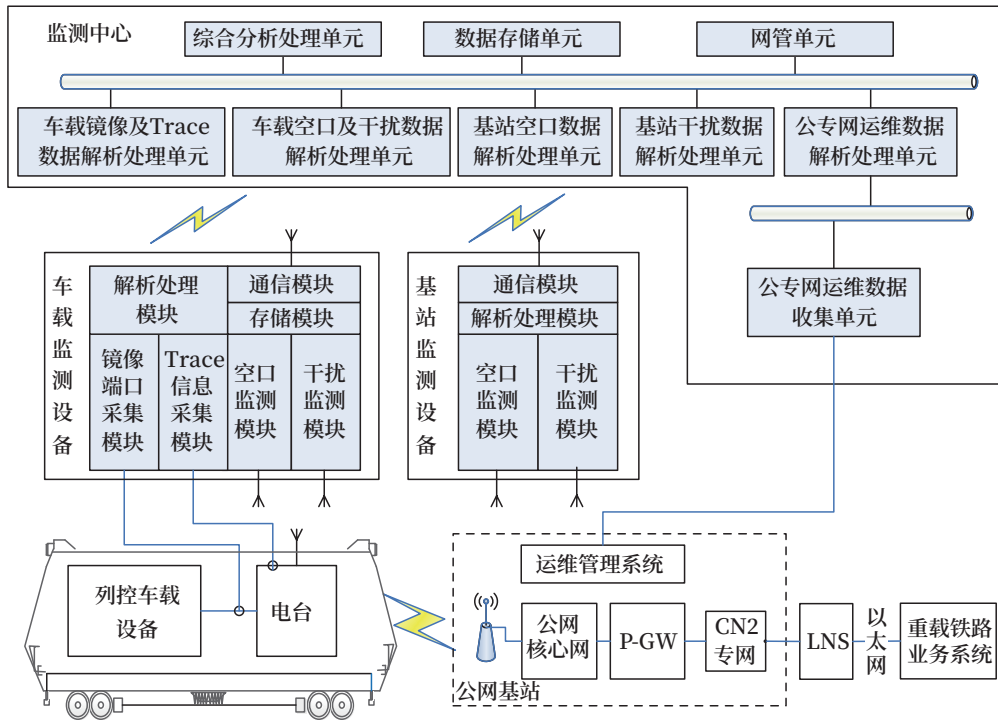 监测中心
综合分析处理单元
数据存储单元
网管单元
车载镜像及Trace
数据解析处理单元
车载空口及干扰数据
解析处理单元
基站空口数据
解析处理单元
基站干扰数据
解析处理单元
公专网运维数据
解析处理单元
公专网运维数据
收集单元
车载监测设备
解析处理
模块
通信模块
存储模块
镜像
端口
采集
模块
Trace
信息
采集
模块
空口
监测
模块
干扰
监测
模块
基站监测设备
通信模块
解析处理模块
空口
监测
模块
干扰
监测
模块
列控车载
设备
电台
运维管理系统
公网基站
公网
核心网
P-GW
CN2
专网
LNS
以太网
重载铁路
业务系统